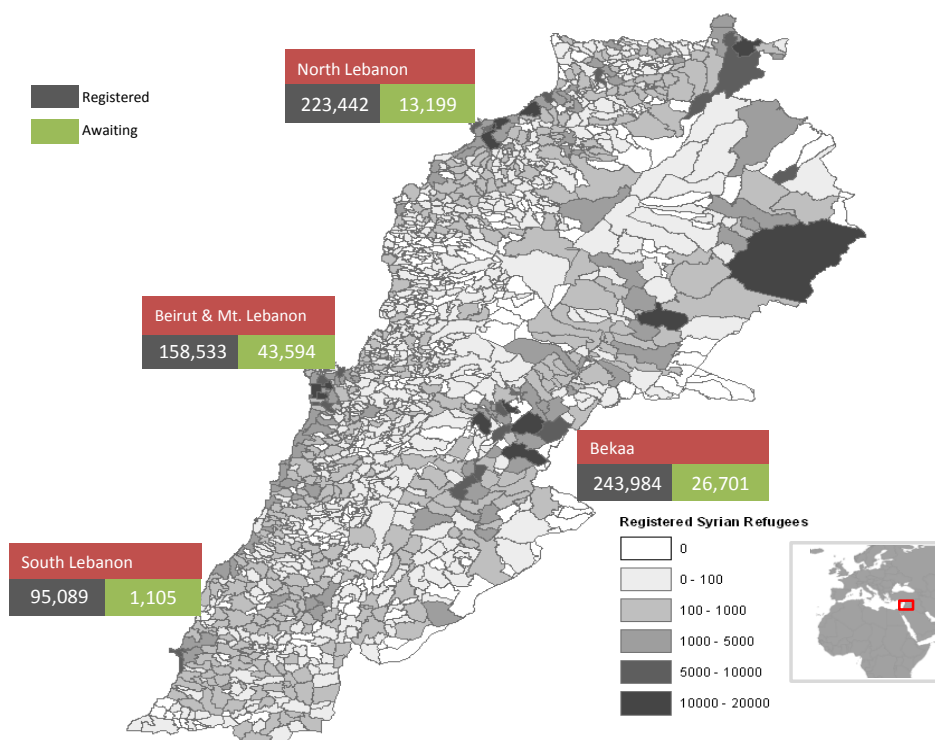 North Lebanon
223,442 13,199
Registered
Awaiting
Beirut & Mt. Lebanon
158,533 43,594
Bekaa
243,984 26,701
South Lebanon
95,089 1,105
Registered Syrian Refugees
0
0 - 100
100 - 1000
1000 - 5000
5000 - 10000
10000 - 20000